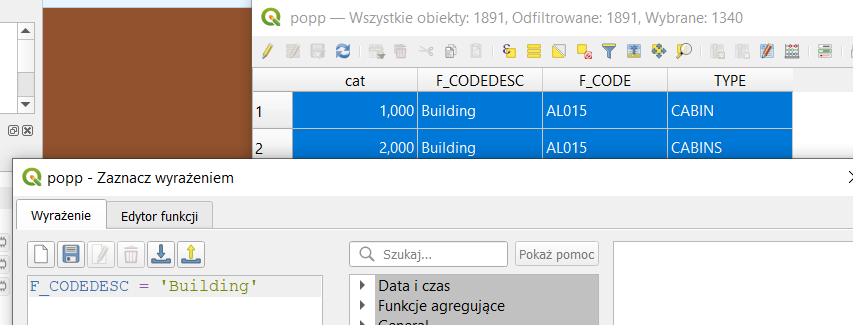 popp — Wszystkie obiekty: 1891, Odfiltrowane: 1891, Wybrane: 1340
cat F_CODEDESC F_CODE TYPE
1 1,000 Building AL015 CABIN
2 2,000 Building AL015 CABINS
popp - Zaznacz wyrażeniem
Wyrażenie Edytor funkcji
Szukaj... Pokaż pomoc
F_CODEDESC = 'Building'
Data i czas
Funkcje agregujące
General